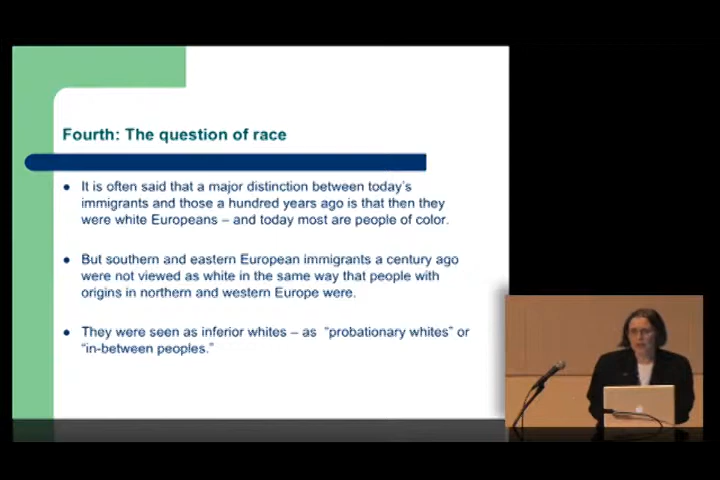 Fourth: The question of race
It is often said that a major distinction between today's
immigrants and those a hundred years ago is that then they
were white Europeans – and today most are people of color.
But southern and eastern European immigrants a century ago
were not viewed as white in the same way that people with
origins in northern and western Europe were.
They were seen as inferior whites – as “probationary whites” or
“in-between peoples.”